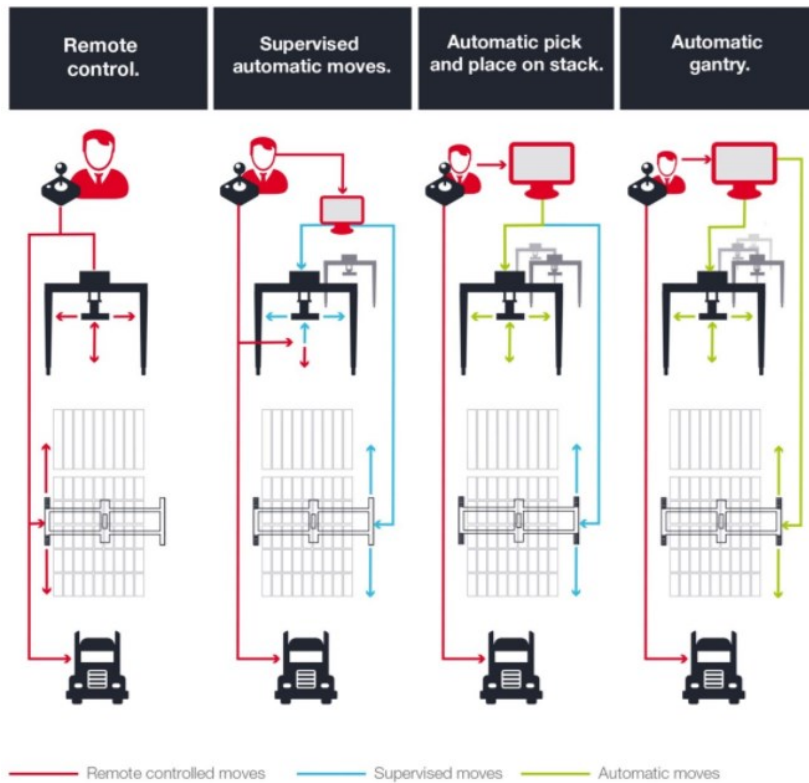 Remote
control.
Supervised
automatic moves.
Automatic pick
and place on stack.
Automatic
gantry.
Remote controlled moves
Supervised moves
Automatic moves